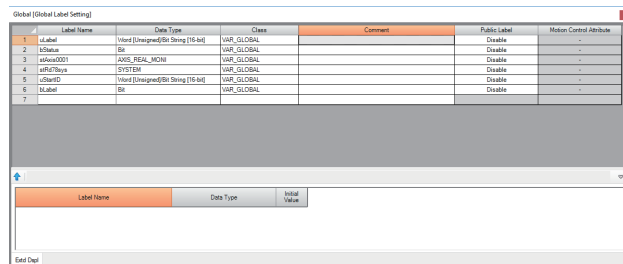 Global [Global Label Setting]
Label Name Data Type Class Comment Public Label Motion Control Attribute
1 uLabel Word [Unsigned]/Bit String [16-bit] VAR_GLOBAL Disable -
2 bStatus Bit VAR_GLOBAL Disable -
3 stAxis0001 AXIS_REAL_MONI VAR_GLOBAL Disable -
4 stRd78sys SYSTEM VAR_GLOBAL Disable -
5 uStartID Word [Unsigned]/Bit String [16-bit] VAR_GLOBAL Disable -
6 bLabel Bit VAR_GLOBAL Disable -
7
Label Name Data Type Initial Value
Extd Dspl